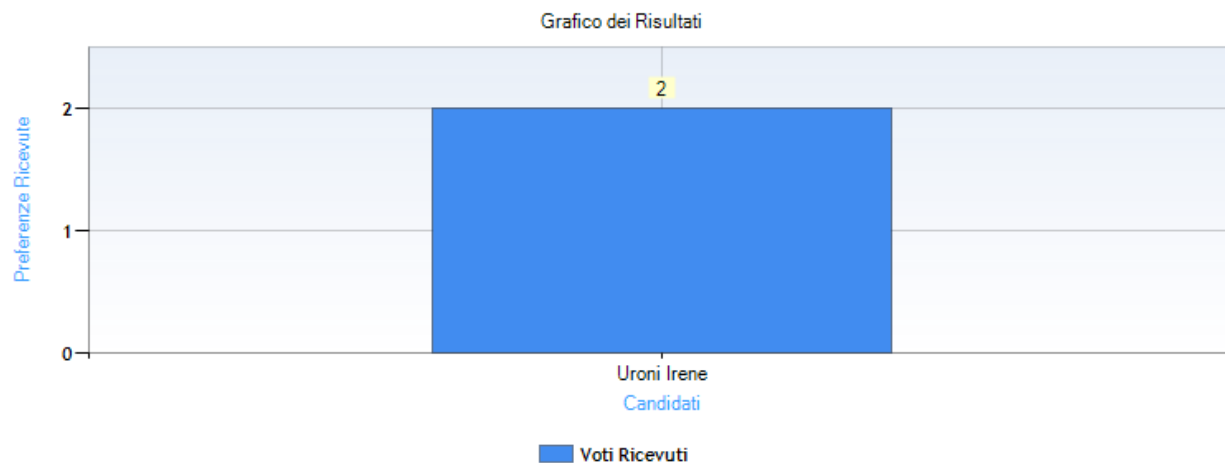 Grafico dei Risultati
2
Preferenze Ricevute
2
1
0
Uroni Irene
Candidati
Voti Ricevuti